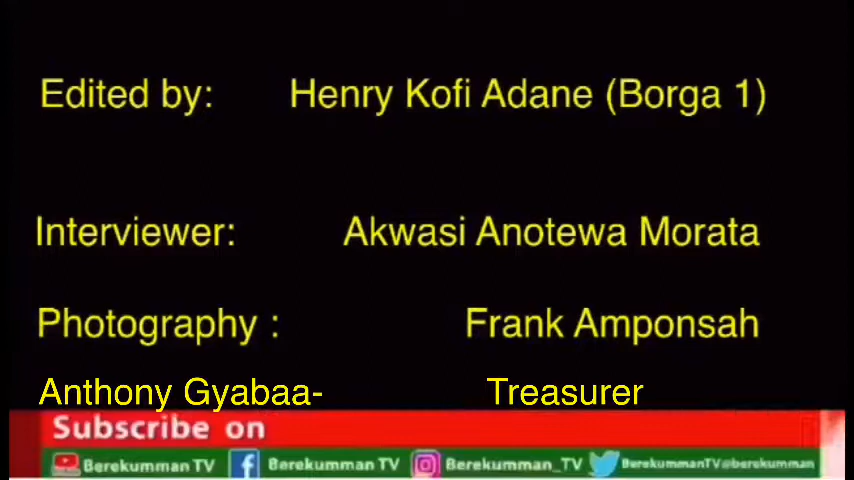 Edited by: Henry Kofi Adane (Borga 1)
Interviewer: Akwasi Anotewa Morata
Photography : Frank Amponsah
Anthony Gyabaa- Treasurer
Subscribe on
Berekumman TV Berekumman TV Berekumman_TV BerekummanTV@berekumman